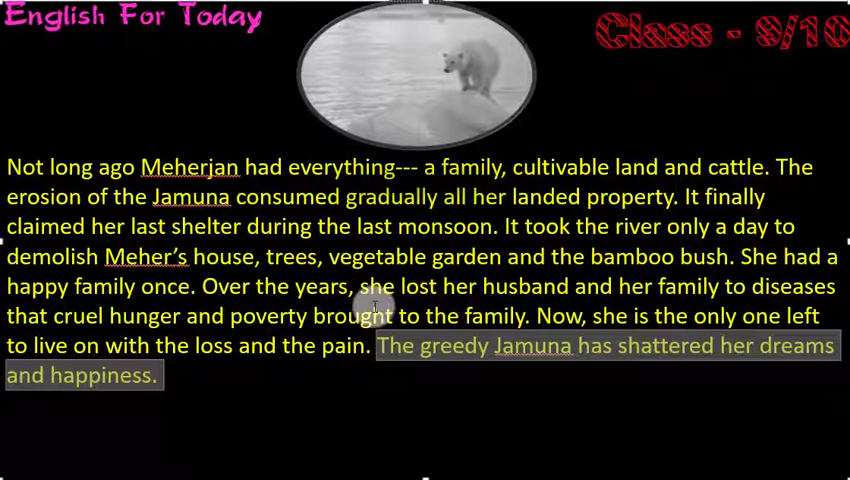 English For Today
Class - 9/10
Not long ago Meherjan had everything--- a family, cultivable land and cattle. The
erosion of the Jamuna consumed gradually all her landed property. It finally
claimed her last shelter during the last monsoon. It took the river only a day to
demolish Meher’s house, trees, vegetable garden and the bamboo bush. She had a
happy family once. Over the years, she lost her husband and her family to diseases
that cruel hunger and poverty brought to the family. Now, she is the only one left
to live on with the loss and the pain. The greedy Jamuna has shattered her dreams
and happiness.